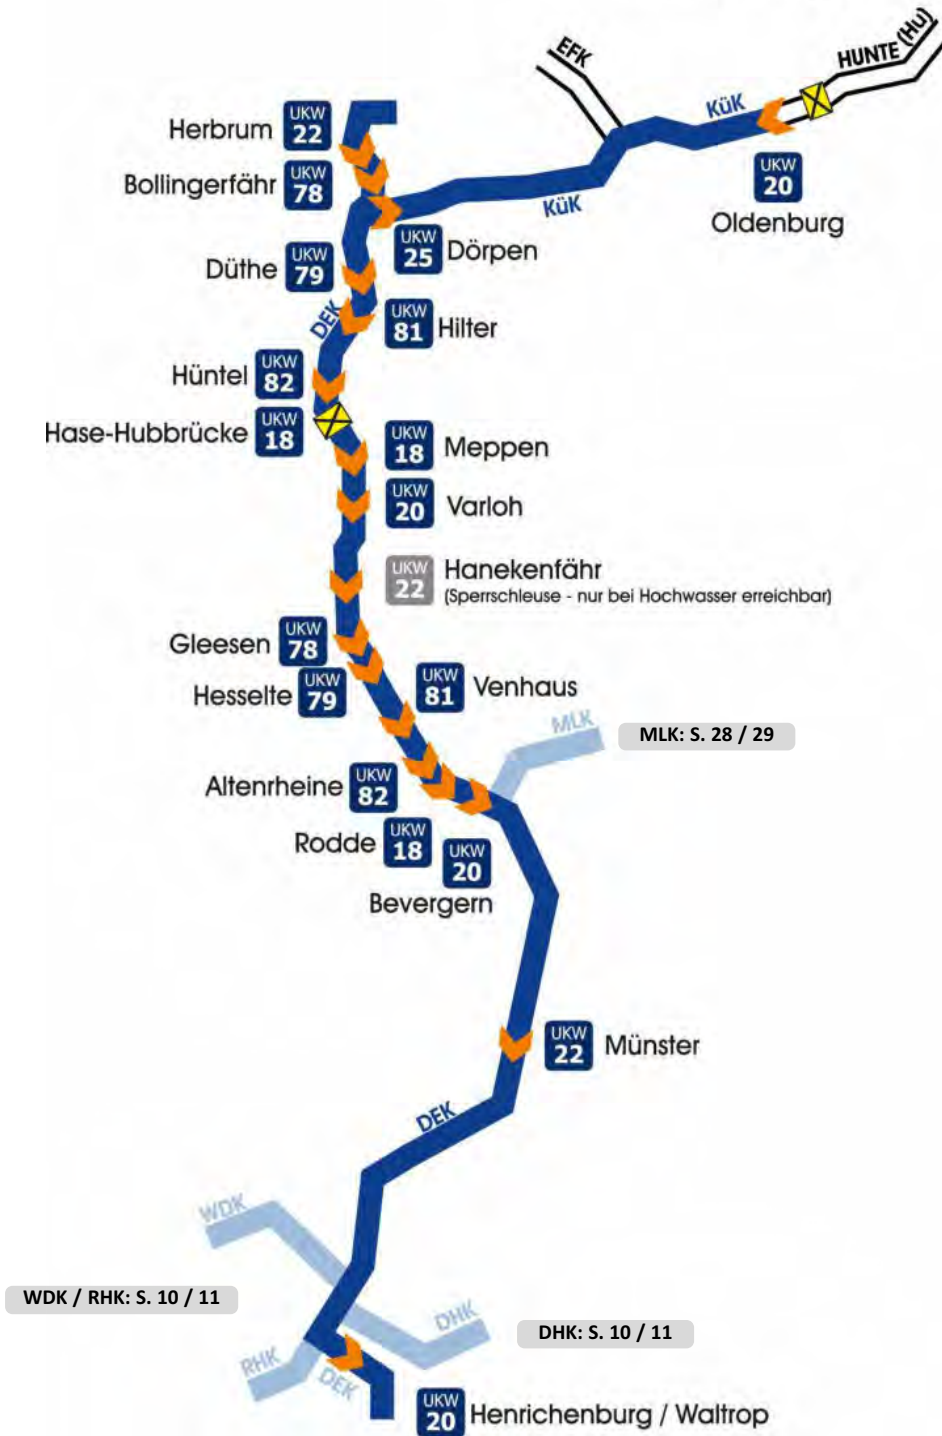 HUNTE (Hu)
EFK
KüK
Herbrum
UKW
22
Bollingerfähr
UKW
78
KüK
UKW
20
Oldenburg
UKW
25
Dörpen
Düthe
UKW
79
DEK
UKW
81
Hilter
Hüntel
UKW
82
Hase-Hubbrücke
UKW
18
UKW
18
Meppen
UKW
20
Varloh
UKW
22
Hanekenfähr
(Sperrschleuse - nur bei Hochwasser erreichbar)
Gleesen
UKW
78
Hesselte
UKW
79
UKW
81
Venhaus
MLK
MLK: S. 28 / 29
Altenrheine
UKW
82
Rodde
UKW
18
UKW
20
Bevergern
UKW
22
Münster
DEK
WDK
WDK / RHK: S. 10 / 11
DHK
DHK: S. 10 / 11
RHK
DEK
UKW
20
Henrichenburg / Waltrop